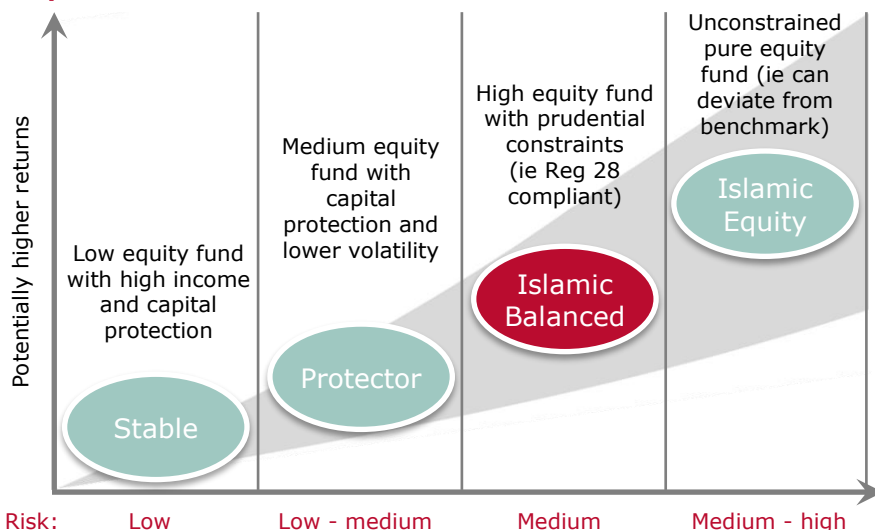 Potentially higher returns
Low equity fund
with high income
and capital
protection
Stable
Medium equity
fund with
capital
protection and
lower volatility
Protector
High equity fund
with prudential
constraints
(ie Reg 28
compliant)
Islamic
Balanced
Unconstrained
pure equity
fund (ie can
deviate from
benchmark)
Islamic
Equity
Risk: Low Low - medium Medium Medium - high